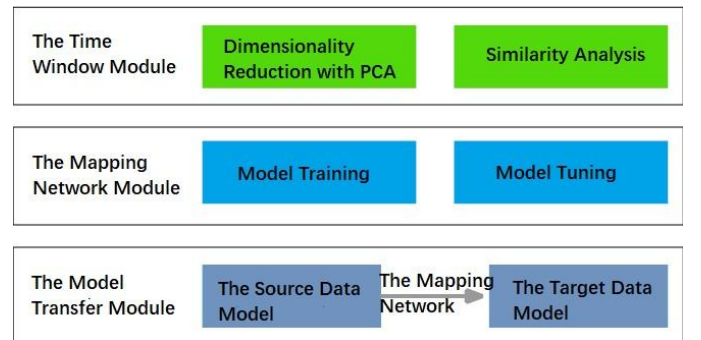 The Time
Window Module
Dimensionality
Reduction with PCA
Similarity Analysis
The Mapping
Network Module
Model Training
Model Tuning
The Model
Transfer Module
The Source Data
Model
The Mapping
Network
The Target Data
Model